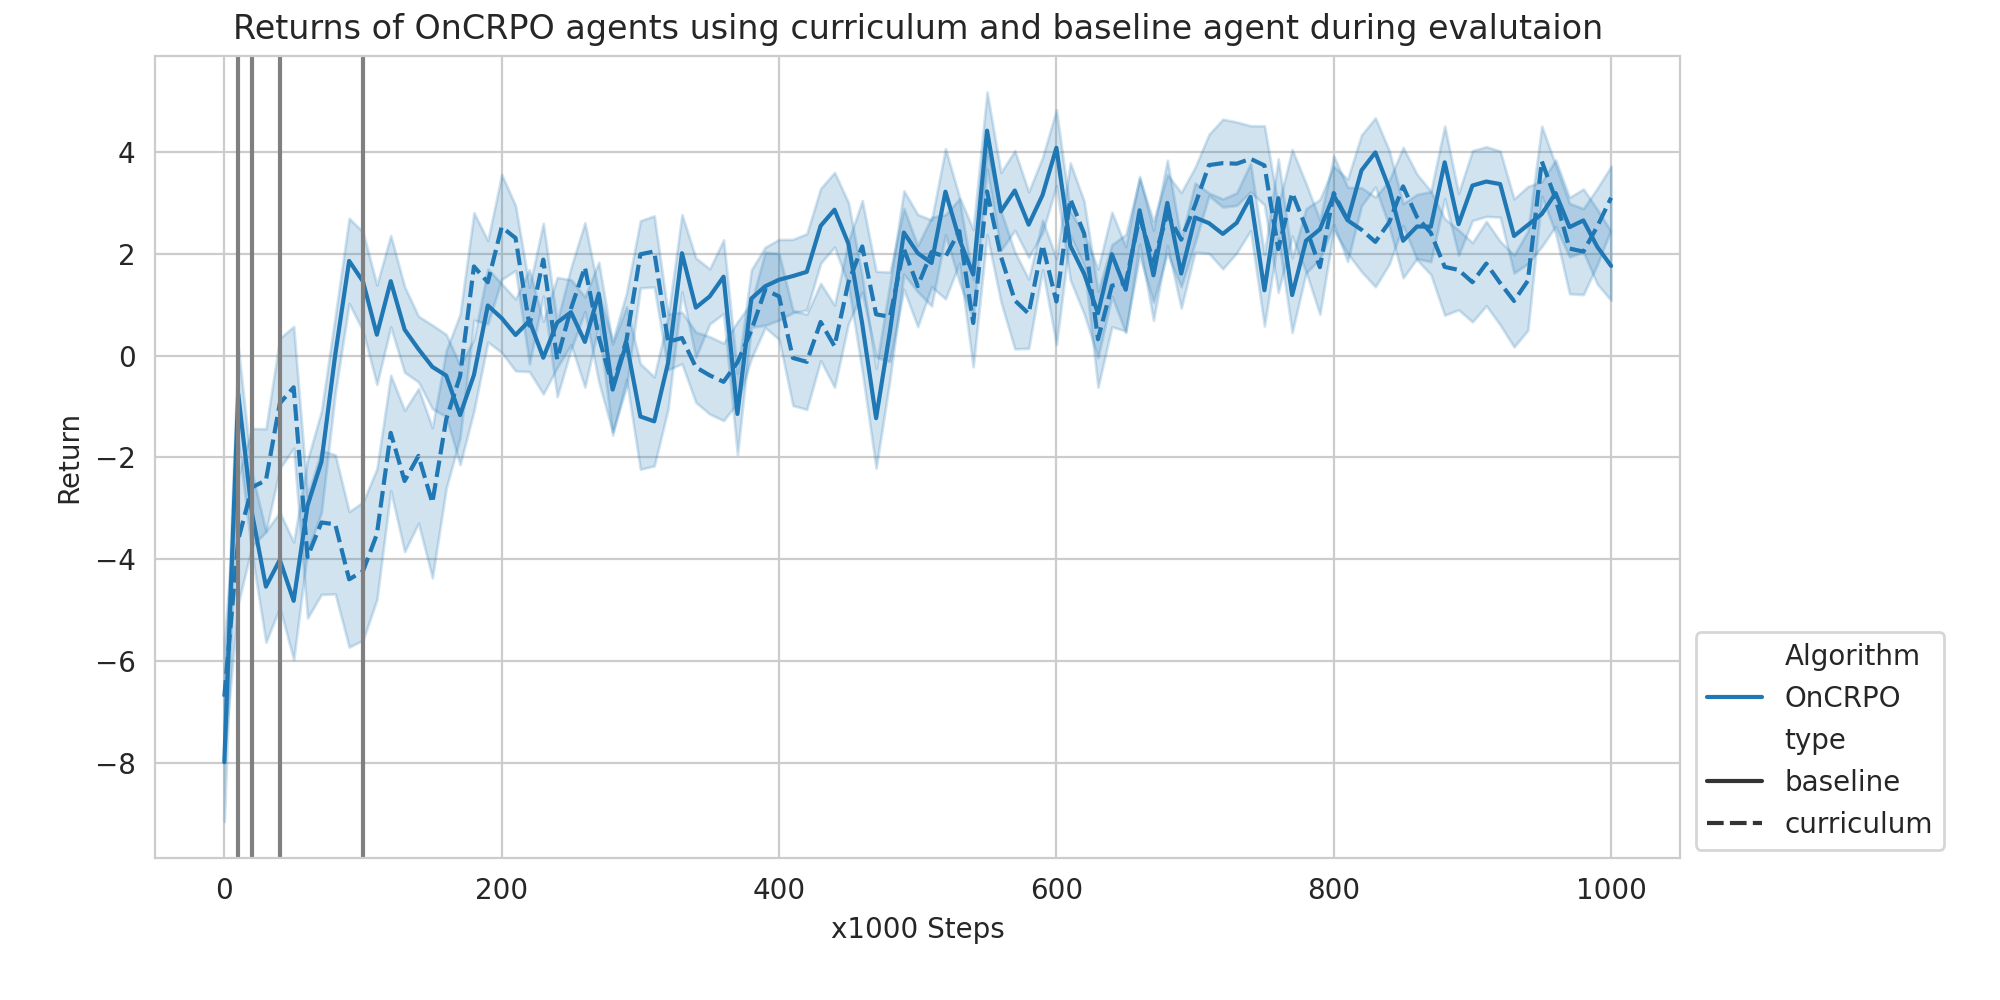 Returns of OnCRPO agents using curriculum and baseline agent during evalutaion
4
2
0
−2
−4
−6
−8
Return
0 200 400 600 800 1000
x1000 Steps
Algorithm
OnCRPO
type
baseline
curriculum